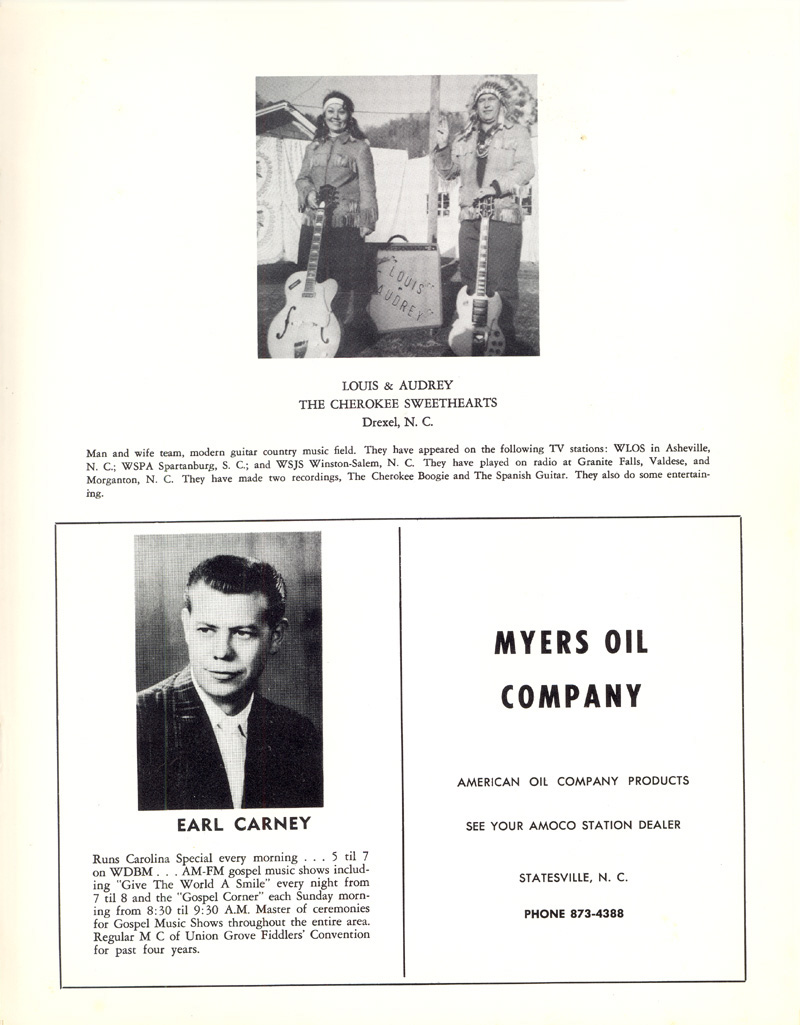 "LOUIS"
&
AUDREY"
LOUIS & AUDREY
THE CHEROKEE SWEETHEARTS
Drexel, N. C.
Man and wife team, modern guitar country music field. They have appeared on the following TV stations: WLOS in Asheville,
N. C.; WSPA Spartanburg, S. C.; and WSJS Winston-Salem, N. C. They have played on radio at Granite Falls, Valdese, and
Morganton, N. C. They have made two recordings, The Cherokee Boogie and The Spanish Guitar. They also do some entertain-
ing.
EARL CARNEY
Runs Carolina Special every morning . . . 5 til 7
on WDBM . . . AM-FM gospel music shows includ-
ing "Give The World A Smile" every night from
7 til 8 and the "Gospel Corner" each Sunday morn-
ing from 8:30 til 9:30 A.M. Master of ceremonies
for Gospel Music Shows throughout the entire area.
Regular M C of Union Grove Fiddlers' Convention
for past four years.
MYERS OIL
COMPANY
AMERICAN OIL COMPANY PRODUCTS
SEE YOUR AMOCO STATION DEALER
STATESVILLE, N. C.
PHONE 873-4388